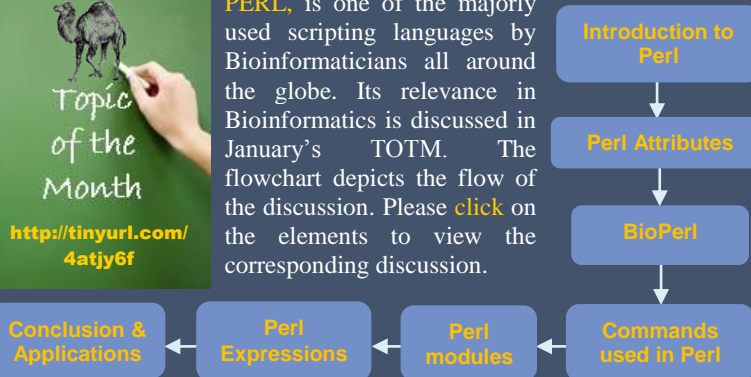 Topic
of the
Month
http://tinyurl.com/
4atjy6f
PERL, is one of the majorly
used scripting languages by
Bioinformaticians all around
the globe. Its relevance in
Bioinformatics is discussed in
January's TOTM. The
flowchart depicts the flow of
the discussion. Please click on
the elements to view the
corresponding discussion.
Introduction to
Perl
Perl Attributes
BioPerl
Commands
used in Perl
Perl
modules
Perl
Expressions
Conclusion &
Applications